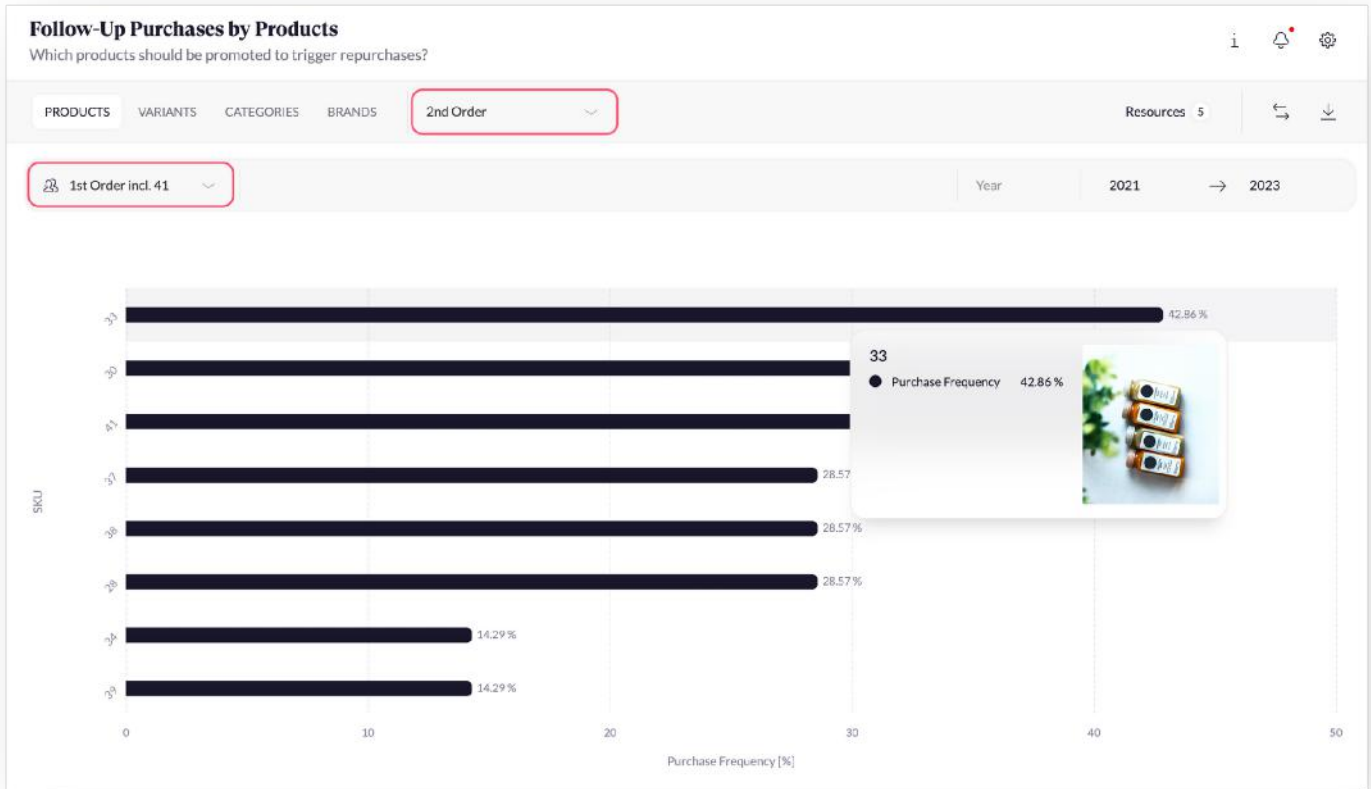 Follow-Up Purchases by Products
Which products should be promoted to trigger repurchases?
i
PRODUCTS VARIANTS CATEGORIES BRANDS 2nd Order Resources 5
1st Order incl. 41 Year 2021 → 2023
33 42.86 %
33
30
Purchase Frequency 42.86 %
41
37 28.57
SKU
38 28.57 %
28 28.57 %
34 14.29 %
39 14.29 %
0 10 20 30 40 50
Purchase Frequency [%]